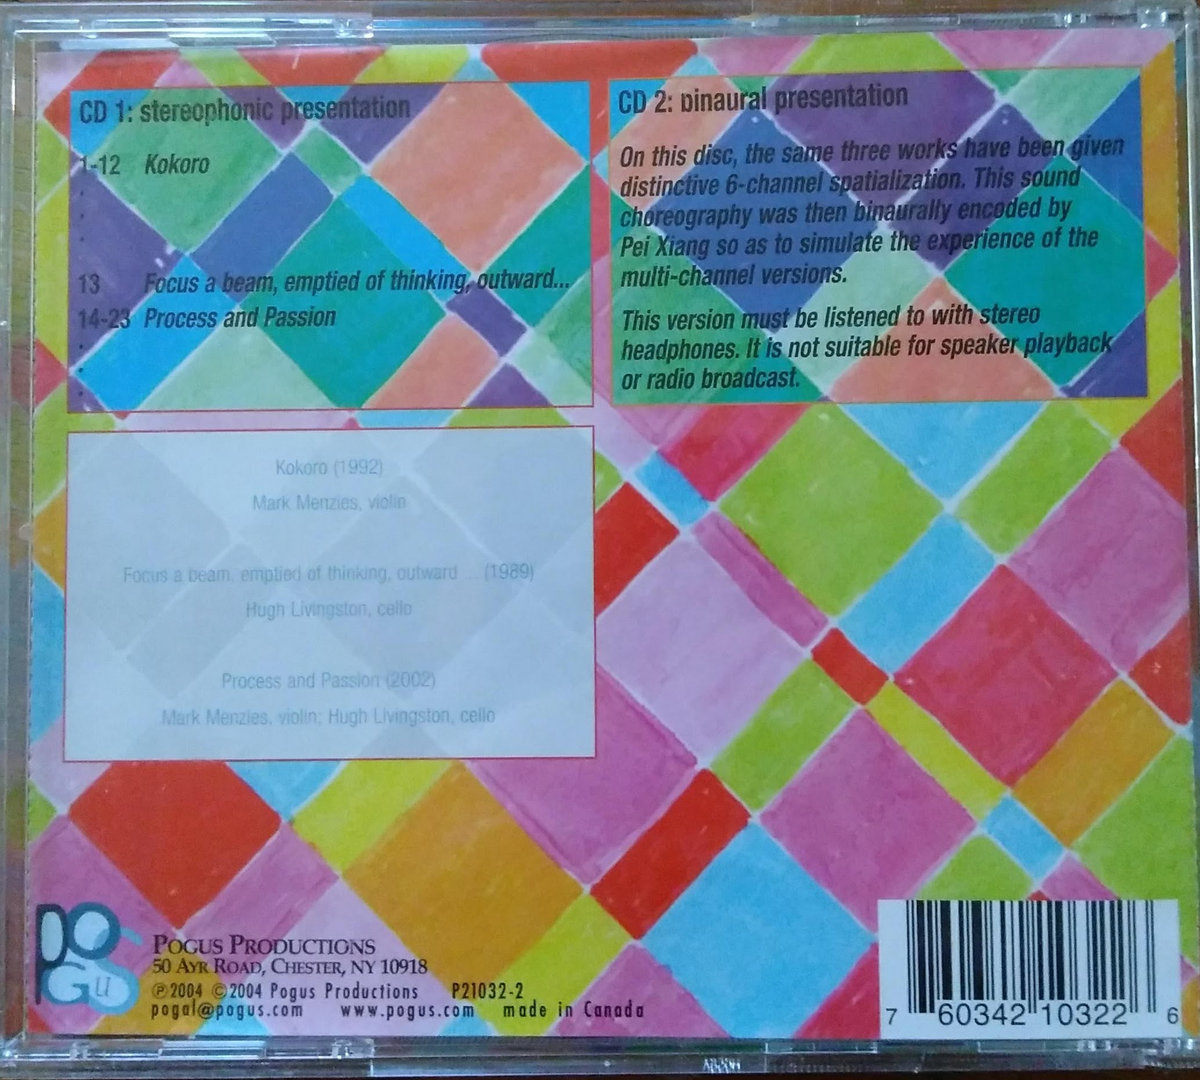 CD 1: stereophonic presentation
1-12 Kokoro
13 Focus a beam, emptied of thinking, outward...
14-23 Process and Passion
CD 2: binaural presentation
On this disc, the same three works have been given
distinctive 6-channel spatialization. This sound
choreography was then binaurally encoded by
Pei Xiang so as to simulate the experience of the
multi-channel versions.
This version must be listened to with stereo
headphones. It is not suitable for speaker playback
or radio broadcast.
Kokoro (1992)
Mark Menzies, violin
Focus a beam, emptied of thinking, outward ... (1989)
Hugh Livingston, cello
Process and Passion (2002)
Mark Menzies, violin; Hugh Livingston, cello
POGUS
POGUS PRODUCTIONS
50 AYR ROAD, CHESTER, NY 10918
℗2004 ©2004 Pogus Productions P21032-2
pogal@pogus.com www.pogus.com made in Canada
7 60342 10322 6